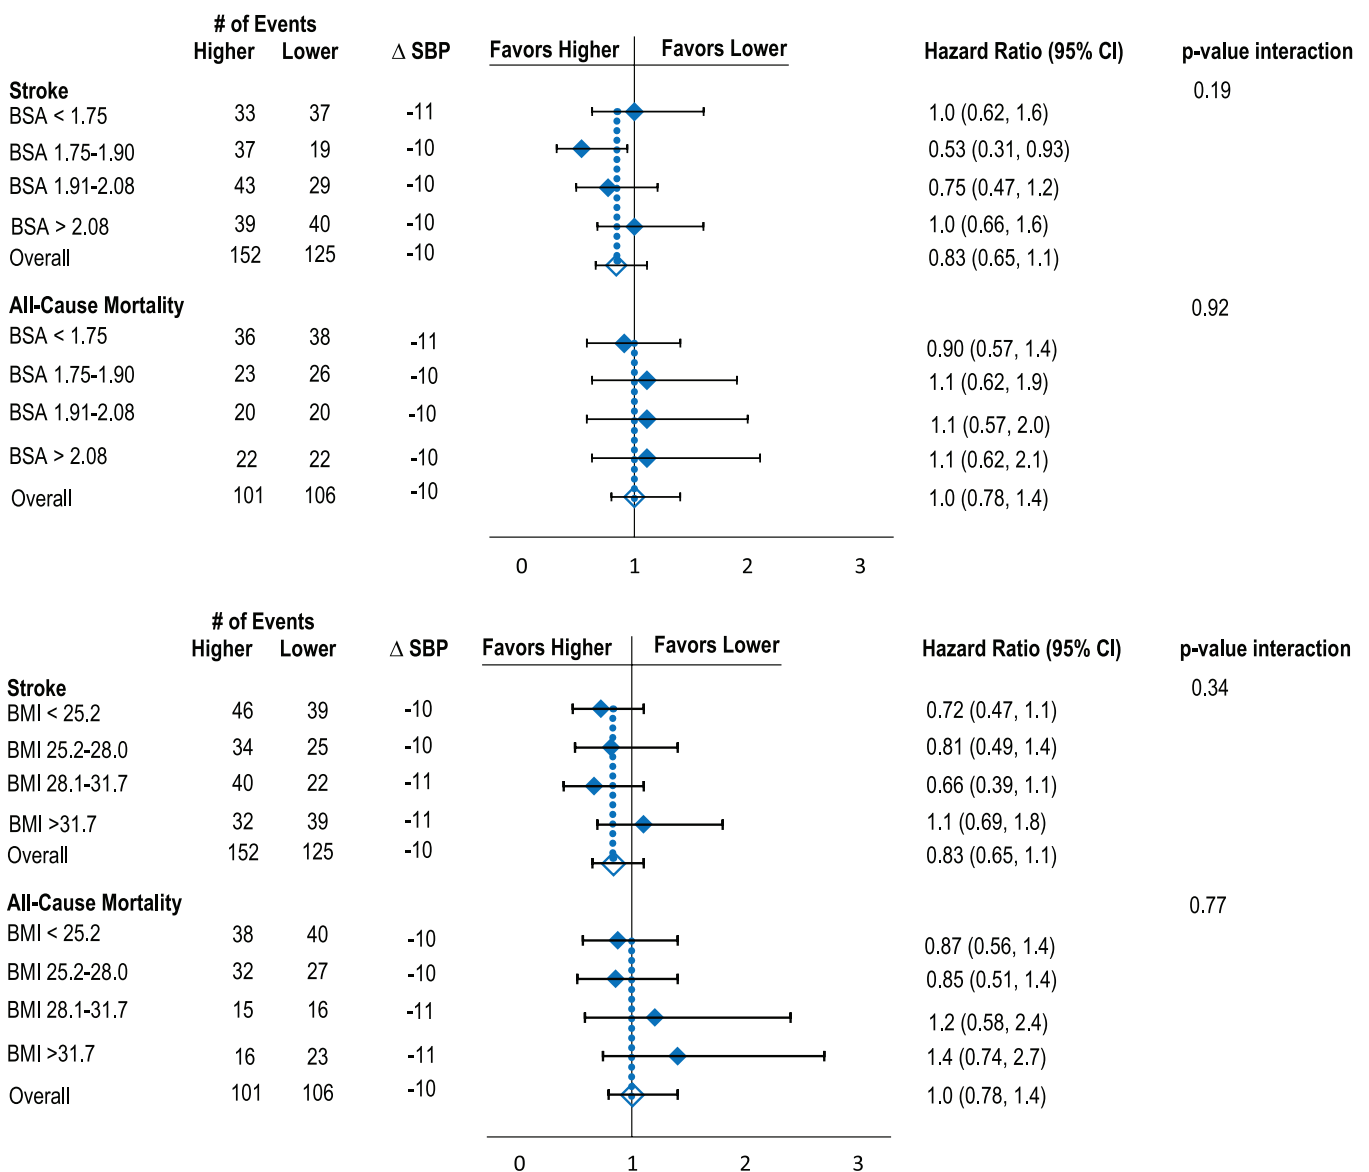 # of Events
Higher Lower Δ SBP Favors Higher Favors Lower Hazard Ratio (95% CI) p-value interaction
Stroke 0.19
BSA < 1.75 33 37 -11 1.0 (0.62, 1.6)
BSA 1.75-1.90 37 19 -10 0.53 (0.31, 0.93)
BSA 1.91-2.08 43 29 -10 0.75 (0.47, 1.2)
BSA > 2.08 39 40 -10 1.0 (0.66, 1.6)
Overall 152 125 -10 0.83 (0.65, 1.1)
All-Cause Mortality 0.92
BSA < 1.75 36 38 -11 0.90 (0.57, 1.4)
BSA 1.75-1.90 23 26 -10 1.1 (0.62, 1.9)
BSA 1.91-2.08 20 20 -10 1.1 (0.57, 2.0)
BSA > 2.08 22 22 -10 1.1 (0.62, 2.1)
Overall 101 106 -10 1.0 (0.78, 1.4)
0 1 2 3
# of Events
Higher Lower Δ SBP Favors Higher Favors Lower Hazard Ratio (95% CI) p-value interaction
Stroke 0.34
BMI < 25.2 46 39 -10 0.72 (0.47, 1.1)
BMI 25.2-28.0 34 25 -10 0.81 (0.49, 1.4)
BMI 28.1-31.7 40 22 -11 0.66 (0.39, 1.1)
BMI >31.7 32 39 -11 1.1 (0.69, 1.8)
Overall 152 125 -10 0.83 (0.65, 1.1)
All-Cause Mortality 0.77
BMI < 25.2 38 40 -10 0.87 (0.56, 1.4)
BMI 25.2-28.0 32 27 -10 0.85 (0.51, 1.4)
BMI 28.1-31.7 15 16 -11 1.2 (0.58, 2.4)
BMI >31.7 16 23 -11 1.4 (0.74, 2.7)
Overall 101 106 -10 1.0 (0.78, 1.4)
0 1 2 3